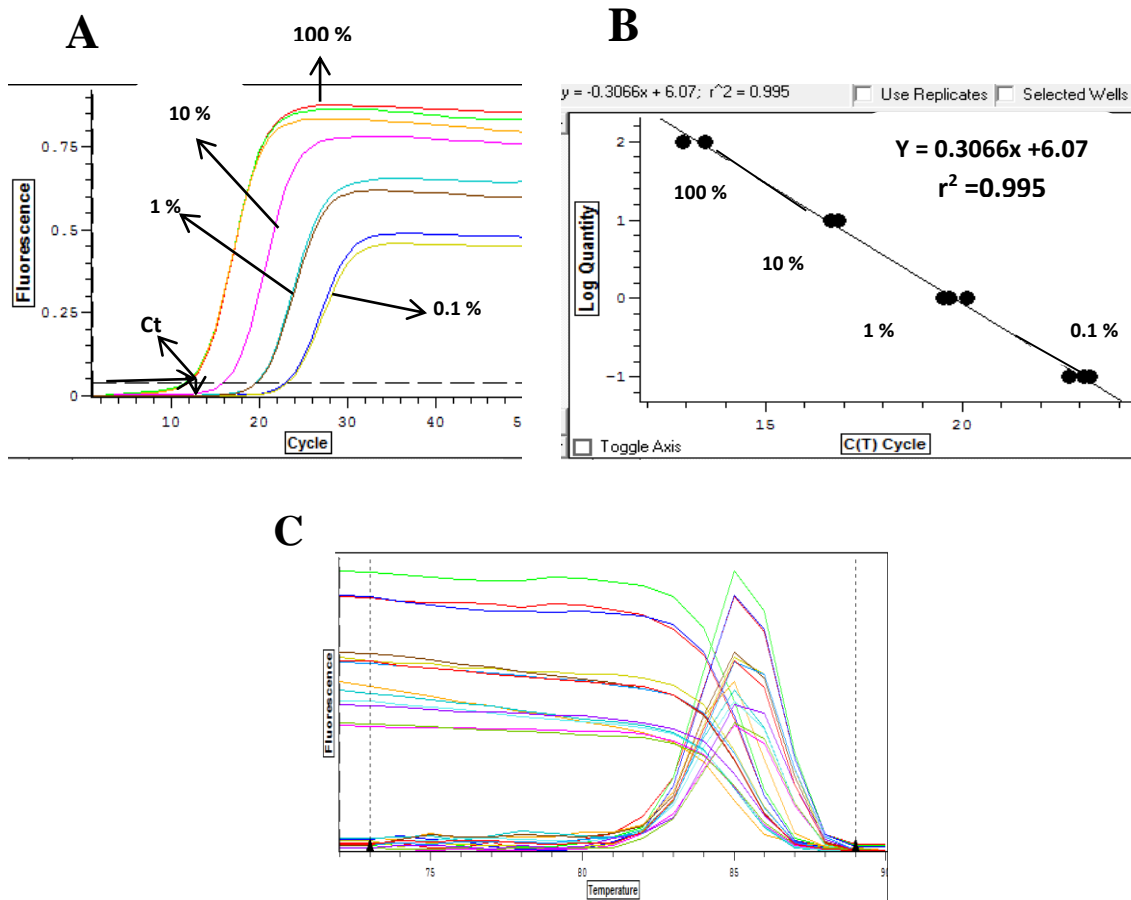 A
100 %
10 %
1 %
0.1 %
Ct
0.75
0.5
0.25
0
Fluorescence
10
20
30
40
5
Cycle
B
y = -0.3066x + 6.07; r^2 = 0.995
Use Replicates
Selected Wells
Y = 0.3066x +6.07
r² =0.995
100 %
10 %
1 %
0.1 %
2
1
0
-1
Log Quantity
15
20
Toggle Axis
C(T) Cycle
C
Fluorescence
75
80
85
90
Temperature